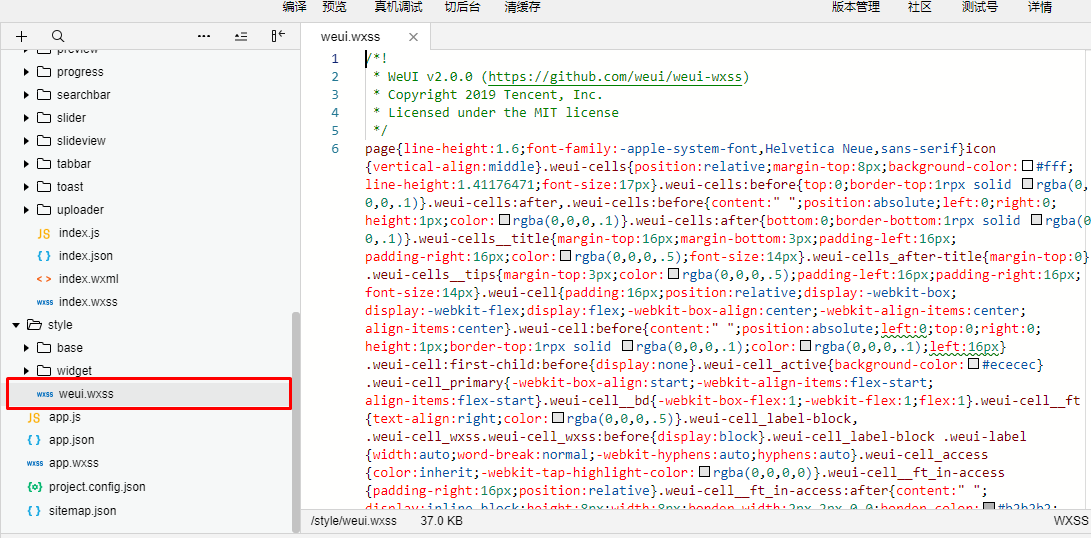 编译 预览 真机调试 切后台 清缓存 版本管理 社区 测试号 详情
weui.wxss
preview
progress
searchbar
slider
slideview
tabbar
toast
uploader
JS index.js
{ } index.json
< > index.wxml
wxss index.wxss
style
base
widget
wxss weui.wxss
JS app.js
{ } app.json
wxss app.wxss
{o} project.config.json
{ } sitemap.json
1 /*!
2 * WeUI v2.0.0 (https://github.com/weui/weui-wxss)
3 * Copyright 2019 Tencent, Inc.
4 * Licensed under the MIT license
5 */
6 page{line-height:1.6;font-family:-apple-system-font,Helvetica Neue,sans-serif}icon
{vertical-align:middle}.weui-cells{position:relative;margin-top:8px;background-color:#fff;
line-height:1.41176471;font-size:17px}.weui-cells:before{top:0;border-top:1rpx solid rgba(0,
0,0,.1)}.weui-cells:after,.weui-cells:before{content:" ";position:absolute;left:0;right:0;
height:1px;color:rgba(0,0,0,.1)}.weui-cells:after{bottom:0;border-bottom:1rpx solid rgba(0
0,.1)}.weui-cells__title{margin-top:16px;margin-bottom:3px;padding-left:16px;
padding-right:16px;color:rgba(0,0,0,.5);font-size:14px}.weui-cells_after-title{margin-top:0}
.weui-cells__tips{margin-top:3px;color:rgba(0,0,0,.5);padding-left:16px;padding-right:16px;
font-size:14px}.weui-cell{padding:16px;position:relative;display:-webkit-box;
display:-webkit-flex;display:flex;-webkit-box-align:center;-webkit-align-items:center;
align-items:center}.weui-cell:before{content:" ";position:absolute;left:0;top:0;right:0;
height:1px;border-top:1rpx solid rgba(0,0,0,.1);color:rgba(0,0,0,.1);left:16px}
.weui-cell:first-child:before{display:none}.weui-cell_active{background-color:#ececec}
.weui-cell_primary{-webkit-box-align:start;-webkit-align-items:flex-start;
align-items:flex-start}.weui-cell__bd{-webkit-box-flex:1;-webkit-flex:1;flex:1}.weui-cell__ft
{text-align:right;color:rgba(0,0,0,.5)}.weui-cell_label-block,
.weui-cell_wxss.weui-cell_wxss:before{display:block}.weui-cell_label-block .weui-label
{width:auto;word-break:normal;-webkit-hyphens:auto;hyphens:auto}.weui-cell_access
{color:inherit;-webkit-tap-highlight-color:rgba(0,0,0,0)}.weui-cell__ft_in-access
{padding-right:16px;position:relative}.weui-cell__ft_in-access:after{content:" ";
display:inline-block;height:8px;width:8px;border-width:2px 2px 0 0;border-color:#b2b2b2;
/style/weui.wxss 37.0 KB WXSS